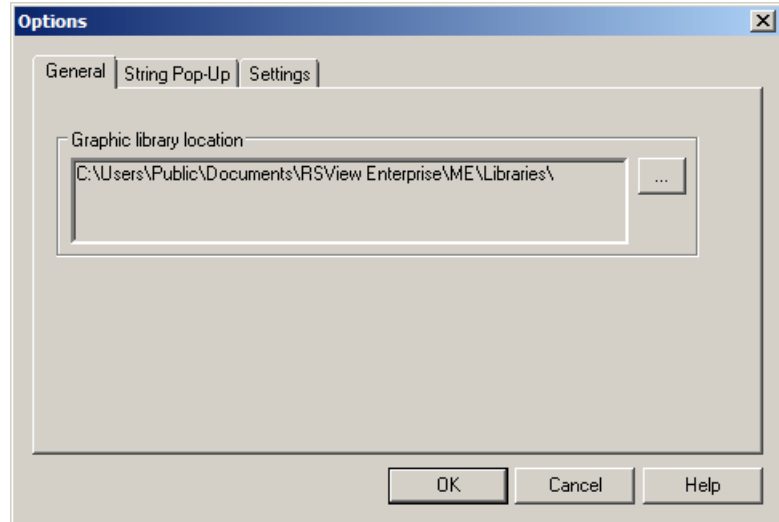 Options
General String Pop-Up Settings
Graphic library location
C:\Users\Public\Documents\RSView Enterprise\ME\Libraries\
...
OK Cancel Help